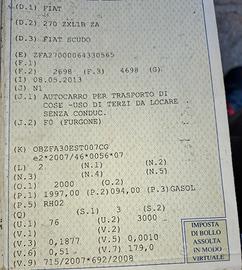 (D.1) FIAT
(D.2) 270 ZXL1B ZA
(D.3) FIAT SCUDO
(E) ZFA27000064330565
(F.1)
(F.2) 2698 (F.3) 4698 (G)
(I) 08.05.2013
(J) N1
(J.1) AUTOCARRO PER TRASPORTO DI
COSE -USO DI TERZI DA LOCARE
SENZA CONDUC.
(J.2) F0 (FURGONE)
(K) OBZFA30EST007CG
e2*2007/46*0056*07
(L) 2 (N.1) (N.2)
(N.3) (N.4) (N.5)
(O.1) 2000 (O.2)
(P.1) 1997,00 (P.2) 094,00 (P.3) GASOL
(P.5) RH02
(Q) (S.1) 3 (S.2)
(U.1) 76 (U.2) 3000
(V.1) (V.2)
(V.3) 0,1877 (V.5) 0,0010
(V.6) 0,51 (V.7) 179,0
(V.9) 715/2007*692/2008
IMPOSTA
DI BOLLO
ASSOLTA
IN MODO
VIRTUALE